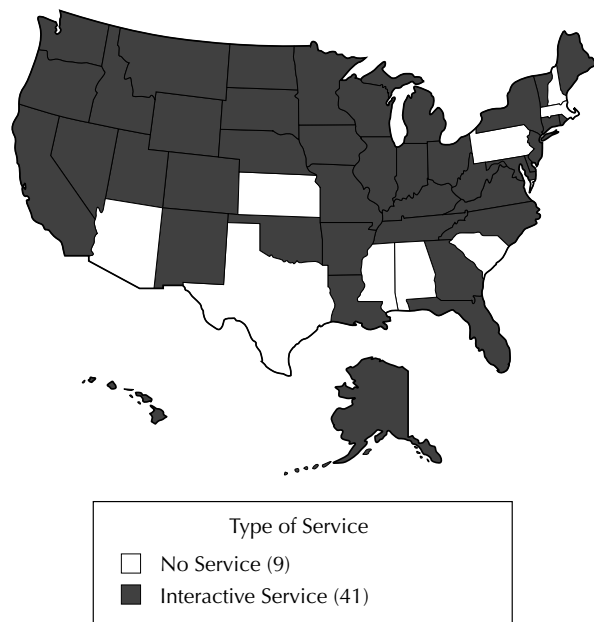 Type of Service
No Service (9)
Interactive Service (41)